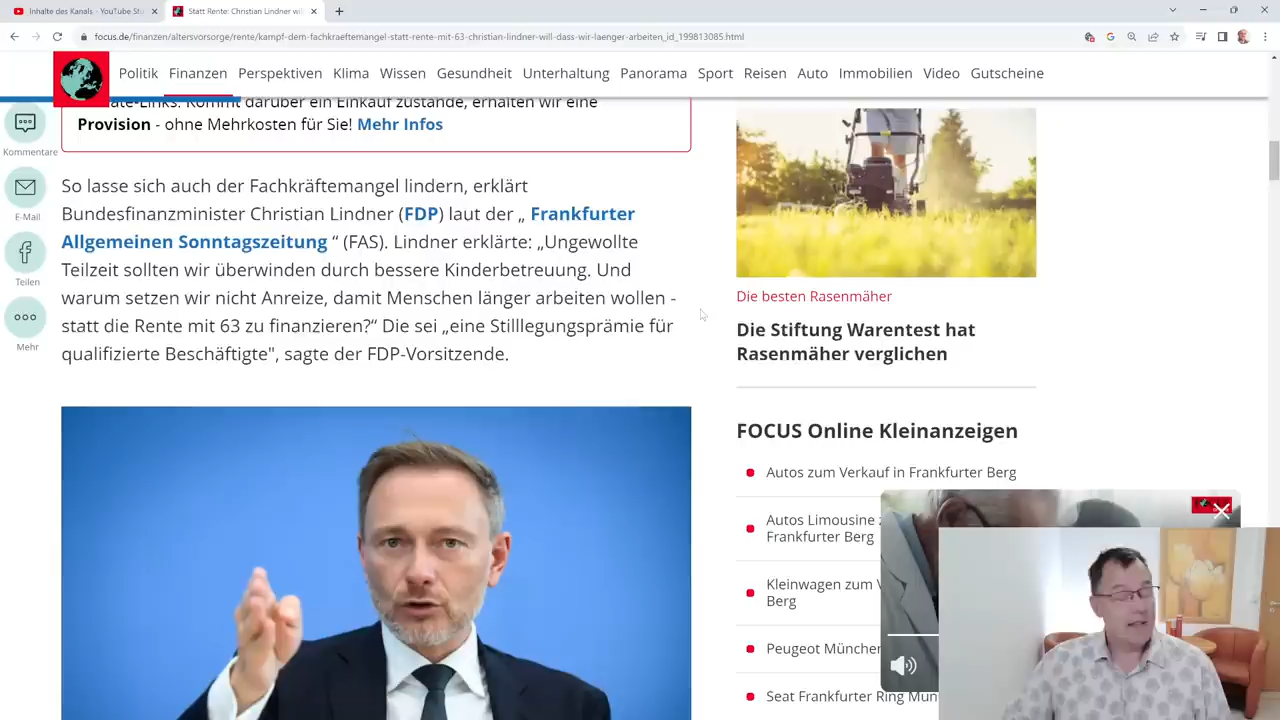 Inhalte des Kanals - YouTube Stu
Statt Rente: Christian Lindner wi
focus.de/finanzen/altersvorsorge/rente/kampf-dem-fachkraeftemangel-statt-rente-mit-63-christian-lindner-will-dass-wir-laenger-arbeiten_id_199813085.html
Politik Finanzen Perspektiven Klima Wissen Gesundheit Unterhaltung Panorama Sport Reisen Auto Immobilien Video Gutscheine
ate-Links. Kommt darüber ein Einkauf zustande, erhalten wir eine
Provision - ohne Mehrkosten für Sie! Mehr Infos
Kommentare
E-Mail
Teilen
Mehr
So lasse sich auch der Fachkräftemangel lindern, erklärt
Bundesfinanzminister Christian Lindner (FDP) laut der „ Frankfurter
Allgemeinen Sonntagszeitung “ (FAS). Lindner erklärte: „Ungewollte
Teilzeit sollten wir überwinden durch bessere Kinderbetreuung. Und
warum setzen wir nicht Anreize, damit Menschen länger arbeiten wollen -
statt die Rente mit 63 zu finanzieren?“ Die sei „eine Stilllegungsprämie für
qualifizierte Beschäftigte", sagte der FDP-Vorsitzende.
Die besten Rasenmäher
Die Stiftung Warentest hat
Rasenmäher verglichen
FOCUS Online Kleinanzeigen
Autos zum Verkauf in Frankfurter Berg
Autos Limousine
Frankfurter Berg
Kleinwagen zum V
Berg
Peugeot München
Seat Frankfurter Ring Mün